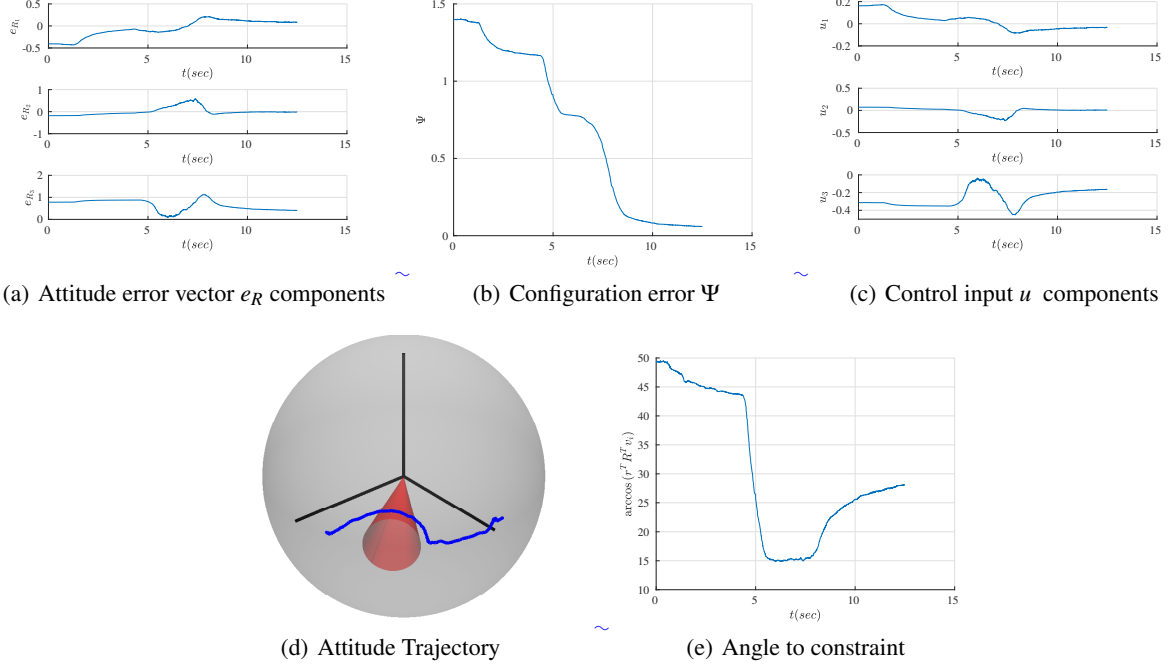 0.5
0
-0.5
e_{R_1}
0 5 10 15
t(sec)
1
0
-1
e_{R_2}
0 5 10 15
t(sec)
2
1
0
e_{R_3}
0 5 10 15
t(sec)
(a) Attitude error vector e_R components
1.5
1
0.5
0
Ψ
0 5 10 15
t(sec)
(b) Configuration error Ψ
0.2
0
-0.2
u_1
0 5 10 15
t(sec)
0.5
0
-0.5
u_2
0 5 10 15
t(sec)
0
-0.2
-0.4
u_3
0 5 10 15
t(sec)
(c) Control input u components
(d) Attitude Trajectory
50
45
40
35
30
25
20
15
10
arccos (r^T R^T v_i)
0 5 10 15
t(sec)
(e) Angle to constraint